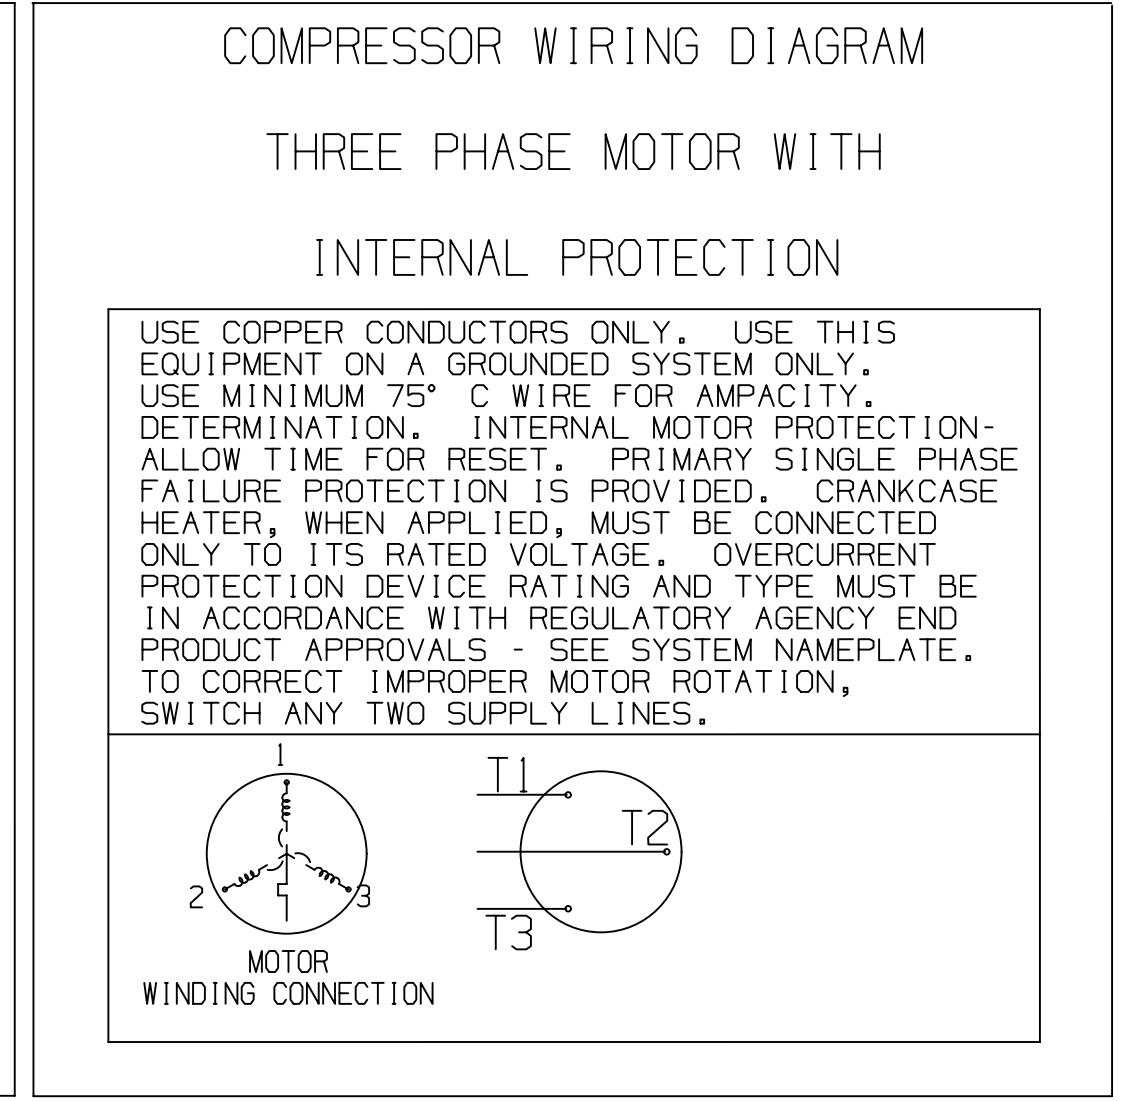 COMPRESSOR WIRING DIAGRAM
THREE PHASE MOTOR WITH
INTERNAL PROTECTION
USE COPPER CONDUCTORS ONLY. USE THIS
EQUIPMENT ON A GROUNDED SYSTEM ONLY.
USE MINIMUM 75° C WIRE FOR AMPACITY.
DETERMINATION. INTERNAL MOTOR PROTECTION-
ALLOW TIME FOR RESET. PRIMARY SINGLE PHASE
FAILURE PROTECTION IS PROVIDED. CRANKCASE
HEATER, WHEN APPLIED, MUST BE CONNECTED
ONLY TO ITS RATED VOLTAGE. OVERCURRENT
PROTECTION DEVICE RATING AND TYPE MUST BE
IN ACCORDANCE WITH REGULATORY AGENCY END
PRODUCT APPROVALS - SEE SYSTEM NAMEPLATE.
TO CORRECT IMPROPER MOTOR ROTATION,
SWITCH ANY TWO SUPPLY LINES.
1
2
3
MOTOR
WINDING CONNECTION
T1
T2
T3